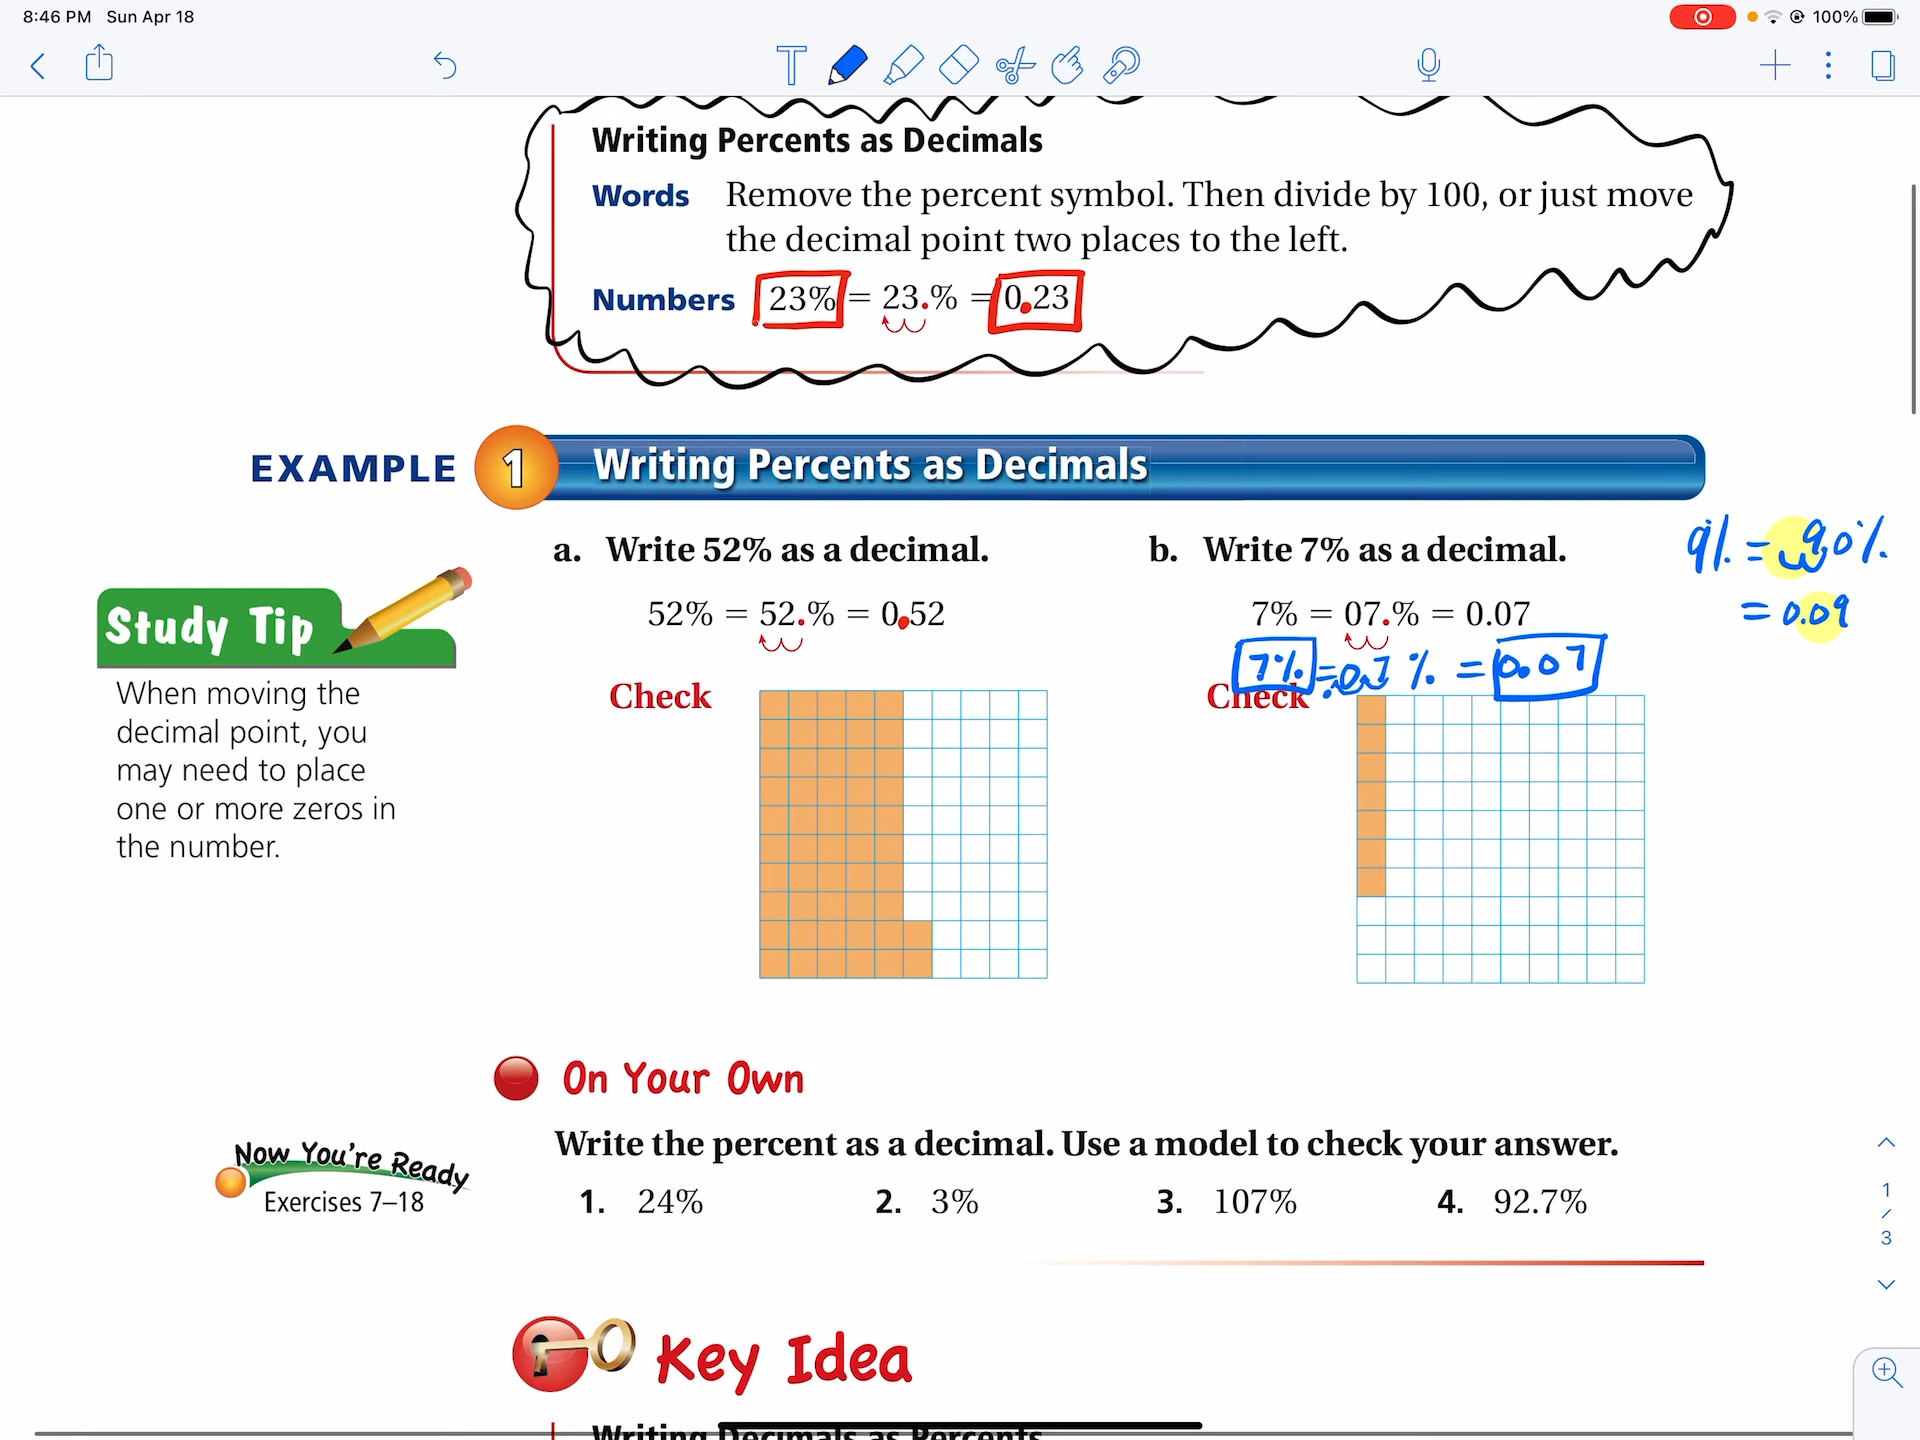 8:46 PM Sun Apr 18
100%
T
Writing Percents as Decimals
Words Remove the percent symbol. Then divide by 100, or just move
the decimal point two places to the left.
Numbers 23% = 23.% = 0.23
EXAMPLE 1 Writing Percents as Decimals
a. Write 52% as a decimal.
52% = 52.% = 0.52
Check
b. Write 7% as a decimal.
7% = 07.% = 0.07
7% = .07 % = 0.07
Check
9% = 9.0%
= 0.09
Study Tip
When moving the
decimal point, you
may need to place
one or more zeros in
the number.
On Your Own
Now You're Ready
Exercises 7–18
Write the percent as a decimal. Use a model to check your answer.
1. 24% 2. 3% 3. 107% 4. 92.7%
1
/
3
Key Idea
Writing Decimals as Percents